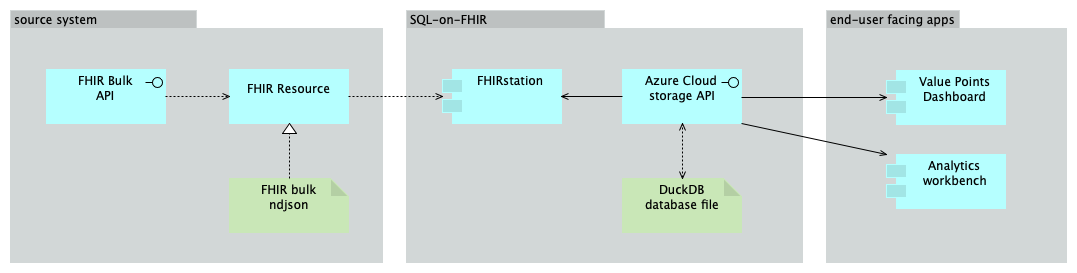 source system
SQL-on-FHIR
end-user facing apps
FHIR Bulk
API
FHIR Resource
FHIRstation
Azure Cloud
storage API
Value Points
Dashboard
FHIR bulk
ndjson
DuckDB
database file
Analytics
workbench